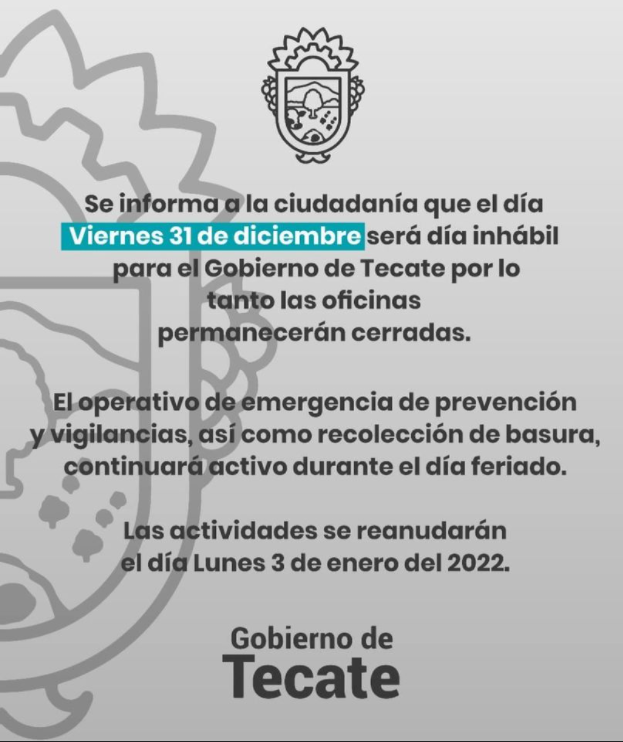 Se informa a la ciudadanía que el día
Viernes 31 de diciembre será día inhábil
para el Gobierno de Tecate por lo
tanto las oficinas
permanecerán cerradas.
El operativo de emergencia de prevención
y vigilancias, así como recolección de basura,
continuará activo durante el día feriado.
Las actividades se reanudarán
el día Lunes 3 de enero del 2022.
Gobierno de
Tecate